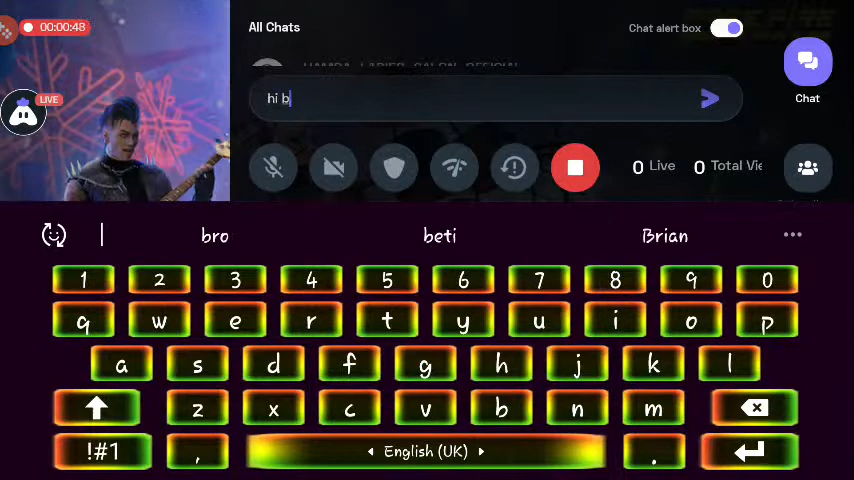 00:00:48
All Chats
Chat alert box
LIVE
hi b
Chat
0 Live 0 Total Vie
bro beti Brian
1 2 3 4 5 6 7 8 9 0
q w e r t y u i o p
a s d f g h j k l
z x c v b n m
!#1 , English (UK) .